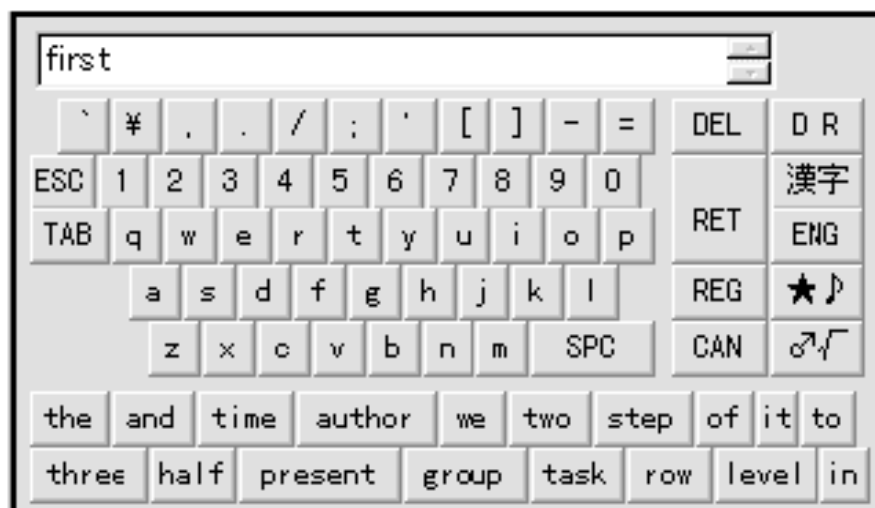 first
` ¥ , . / ; ' [ ] - = DEL D R
ESC 1 2 3 4 5 6 7 8 9 0 漢字
TAB q w e r t y u i o p RET ENG
a s d f g h j k l REG ★♪
z x c v b n m SPC CAN ♂√
the and time author we two step of it to
three half present group task row level in